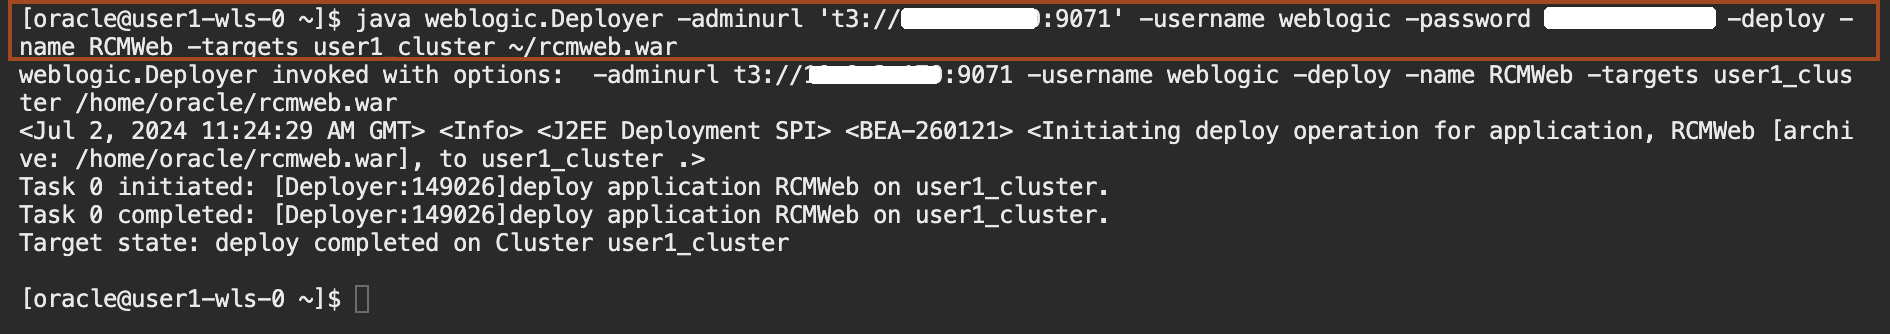 [oracle@user1-wls-0 ~]$ java weblogic.Deployer -adminurl 't3://:9071' -username weblogic -password -deploy -
name RCMWeb -targets user1_cluster ~/rcmweb.war
weblogic.Deployer invoked with options:  -adminurl t3://:9071 -username weblogic -deploy -name RCMWeb -targets user1_clus
ter /home/oracle/rcmweb.war
<Jul 2, 2024 11:24:29 AM GMT> <Info> <J2EE Deployment SPI> <BEA-260121> <Initiating deploy operation for application, RCMWeb [archi
ve: /home/oracle/rcmweb.war], to user1_cluster .>
Task 0 initiated: [Deployer:149026]deploy application RCMWeb on user1_cluster.
Task 0 completed: [Deployer:149026]deploy application RCMWeb on user1_cluster.
Target state: deploy completed on Cluster user1_cluster
[oracle@user1-wls-0 ~]$